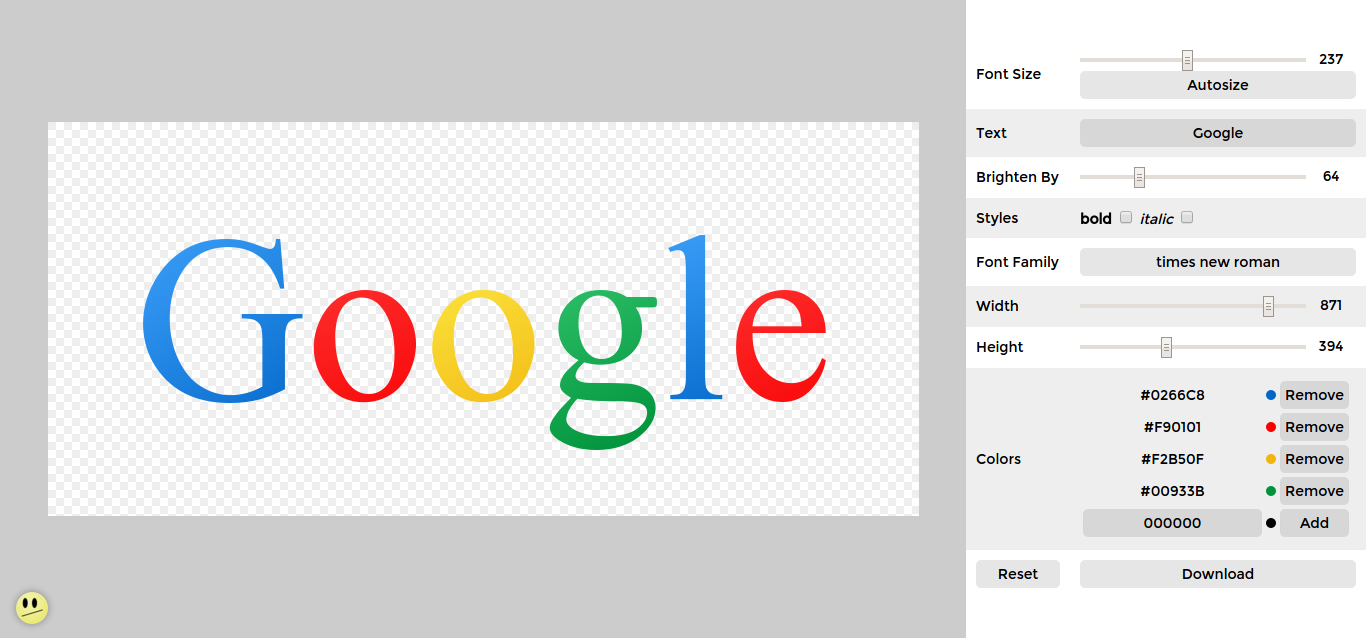 Google
Font Size 237
Autosize
Text Google
Brighten By 64
Styles bold italic
Font Family times new roman
Width 871
Height 394
Colors
#0266C8 Remove
#F90101 Remove
#F2B50F Remove
#00933B Remove
000000 Add
Reset Download